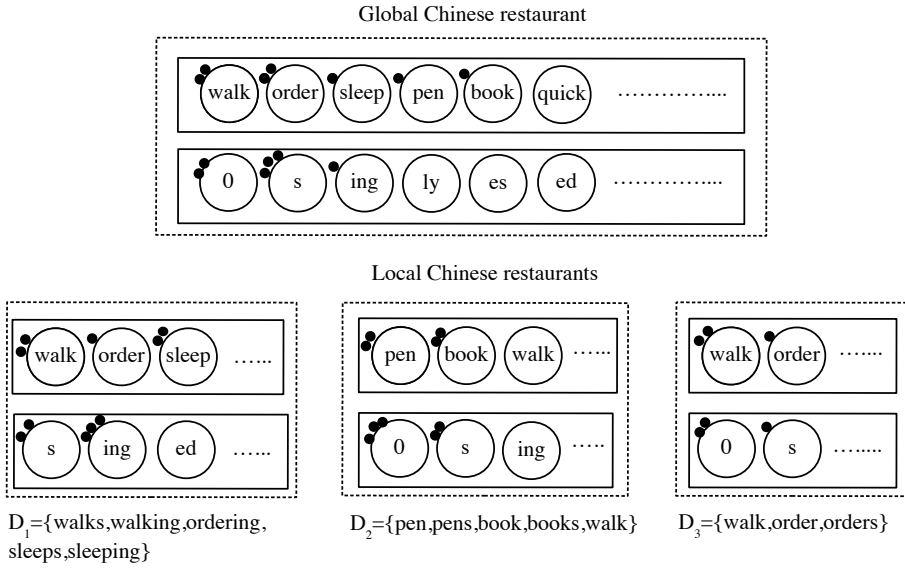 Global Chinese restaurant
walk order sleep pen book quick ................
0 s ing ly es ed ................
Local Chinese restaurants
walk order sleep ......
s ing ed ......
D1={walks,walking,ordering,
sleeps,sleeping}
pen book walk ......
0 s ing .....
D2={pen,pens,book,books,walk}
walk order .......
0 s ........
D3={walk,order,orders}